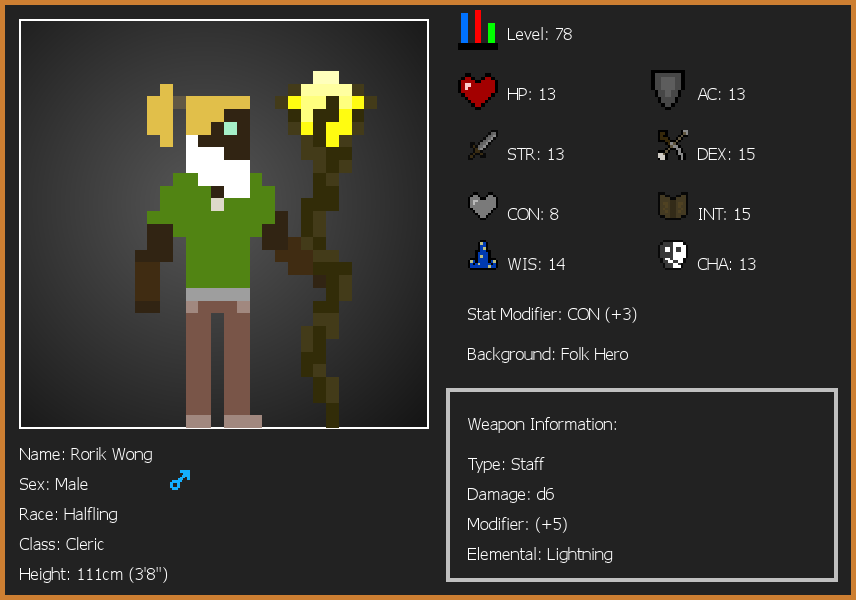 Level: 78
HP: 13
AC: 13
STR: 13
DEX: 15
CON: 8
INT: 15
WIS: 14
CHA: 13
Stat Modifier: CON (+3)
Background: Folk Hero
Weapon Information:
Type: Staff
Damage: d6
Modifier: (+5)
Elemental: Lightning
Name: Rorik Wong
Sex: Male
Race: Halfling
Class: Cleric
Height: 111cm (3'8")